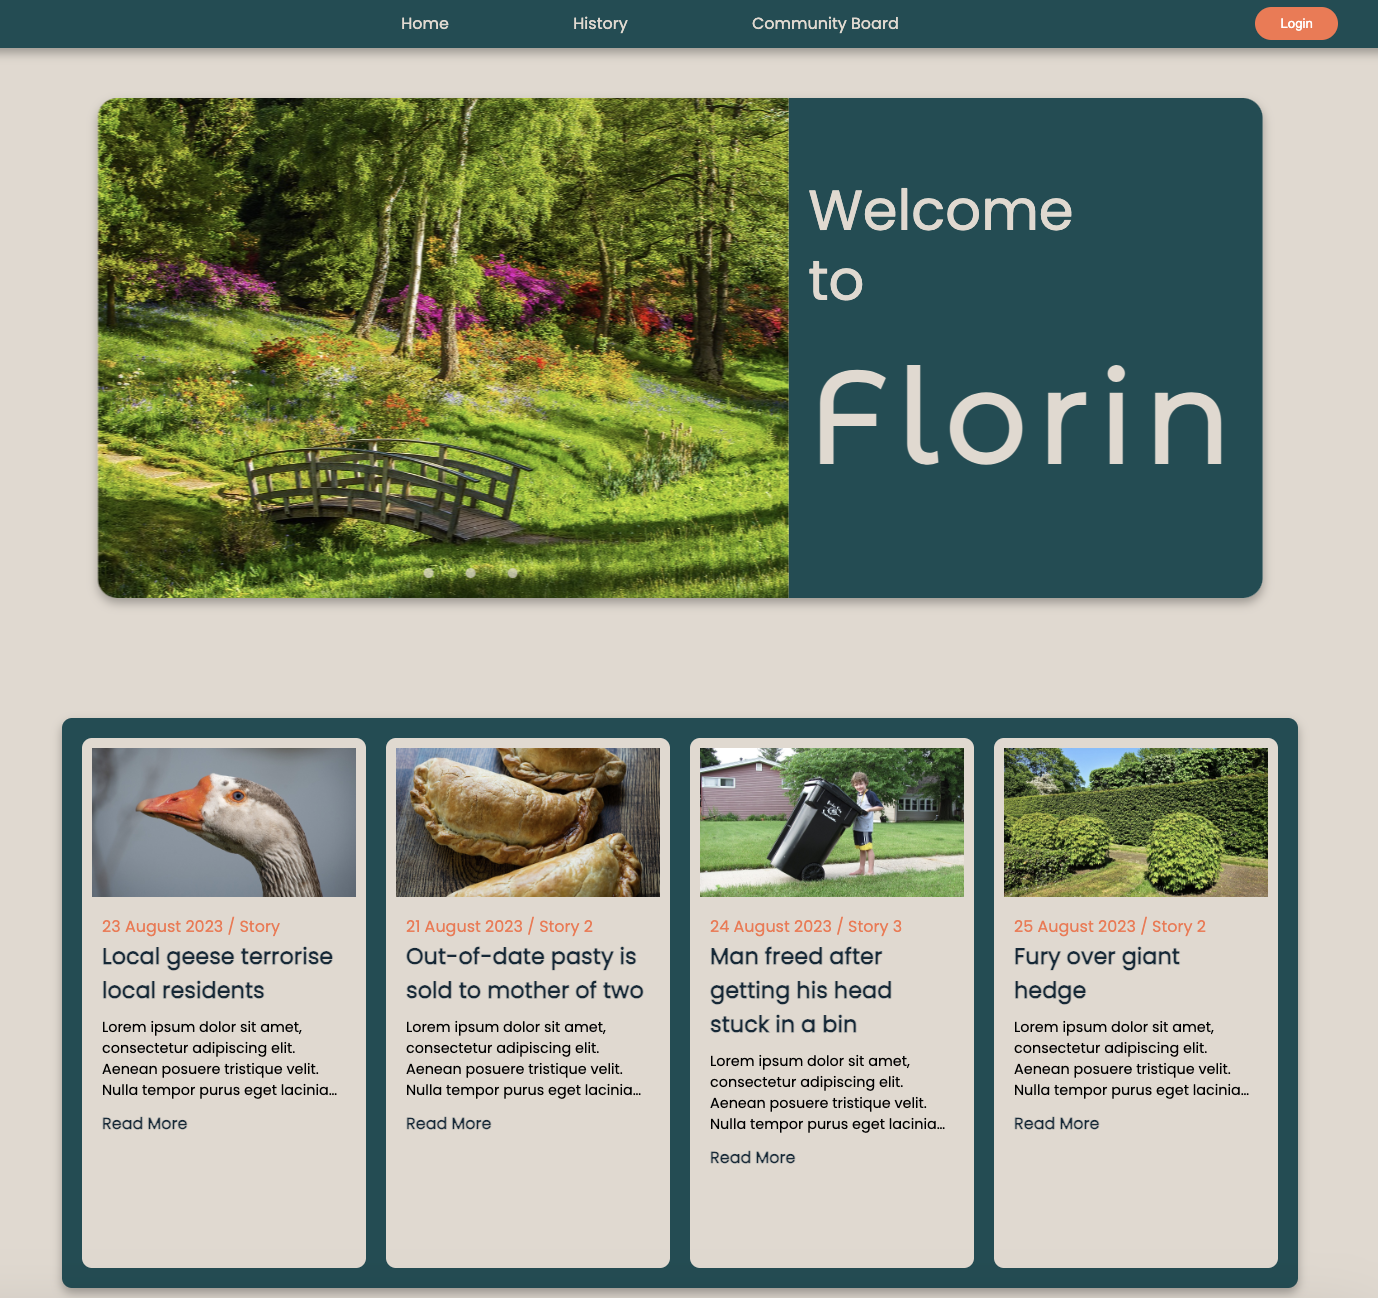 Home
History
Community Board
Login
Welcome
to
Florin
23 August 2023 / Story
Local geese terrorise
local residents
Lorem ipsum dolor sit amet,
consectetur adipiscing elit.
Aenean posuere tristique velit.
Nulla tempor purus eget lacinia...
Read More
21 August 2023 / Story 2
Out-of-date pasty is
sold to mother of two
Lorem ipsum dolor sit amet,
consectetur adipiscing elit.
Aenean posuere tristique velit.
Nulla tempor purus eget lacinia...
Read More
24 August 2023 / Story 3
Man freed after
getting his head
stuck in a bin
Lorem ipsum dolor sit amet,
consectetur adipiscing elit.
Aenean posuere tristique velit.
Nulla tempor purus eget lacinia...
Read More
25 August 2023 / Story 2
Fury over giant
hedge
Lorem ipsum dolor sit amet,
consectetur adipiscing elit.
Aenean posuere tristique velit.
Nulla tempor purus eget lacinia...
Read More